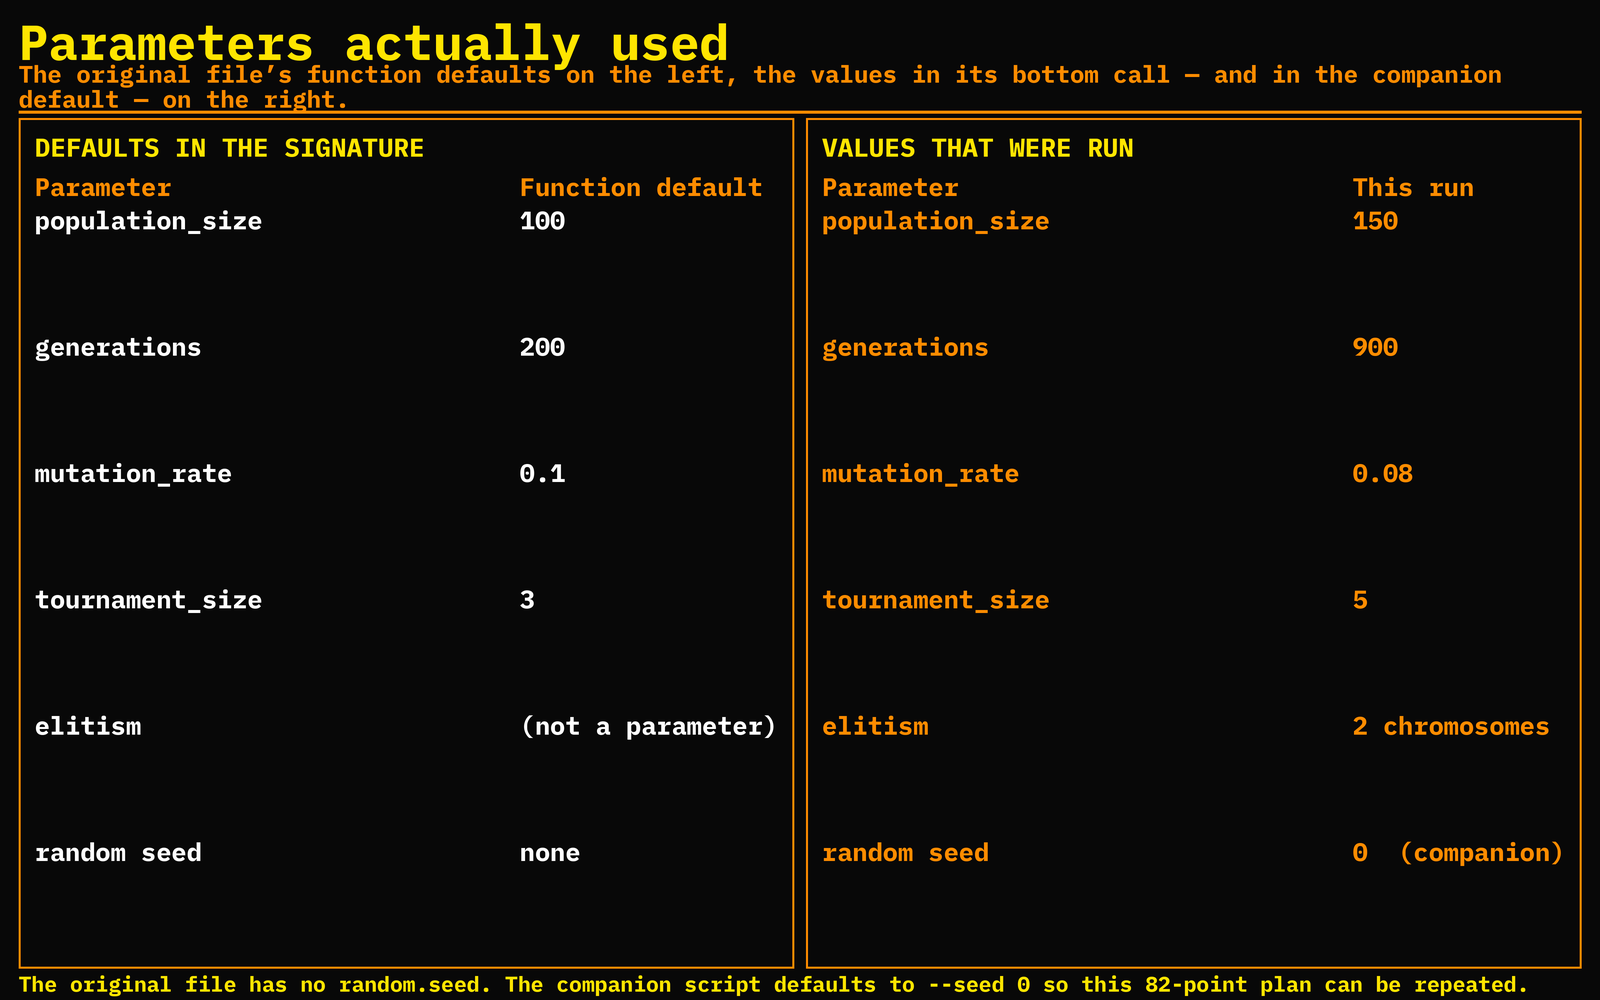 Parameters actually used
The original file’s function defaults on the left, the values in its bottom call — and in the companion
default — on the right.
DEFAULTS IN THE SIGNATURE
Parameter Function default
population_size 100
generations 200
mutation_rate 0.1
tournament_size 3
elitism (not a parameter)
random seed none
VALUES THAT WERE RUN
Parameter This run
population_size 150
generations 900
mutation_rate 0.08
tournament_size 5
elitism 2 chromosomes
random seed 0 (companion)
The original file has no random.seed. The companion script defaults to --seed 0 so this 82-point plan can be repeated.